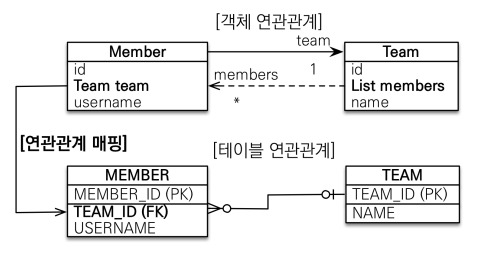 [객체 연관관계]
Member
id
Team team
username
team
1
members
*
Team
id
List members
name
[연관관계 매핑]
[테이블 연관관계]
MEMBER
MEMBER_ID (PK)
TEAM_ID (FK)
USERNAME
TEAM
TEAM_ID (PK)
NAME